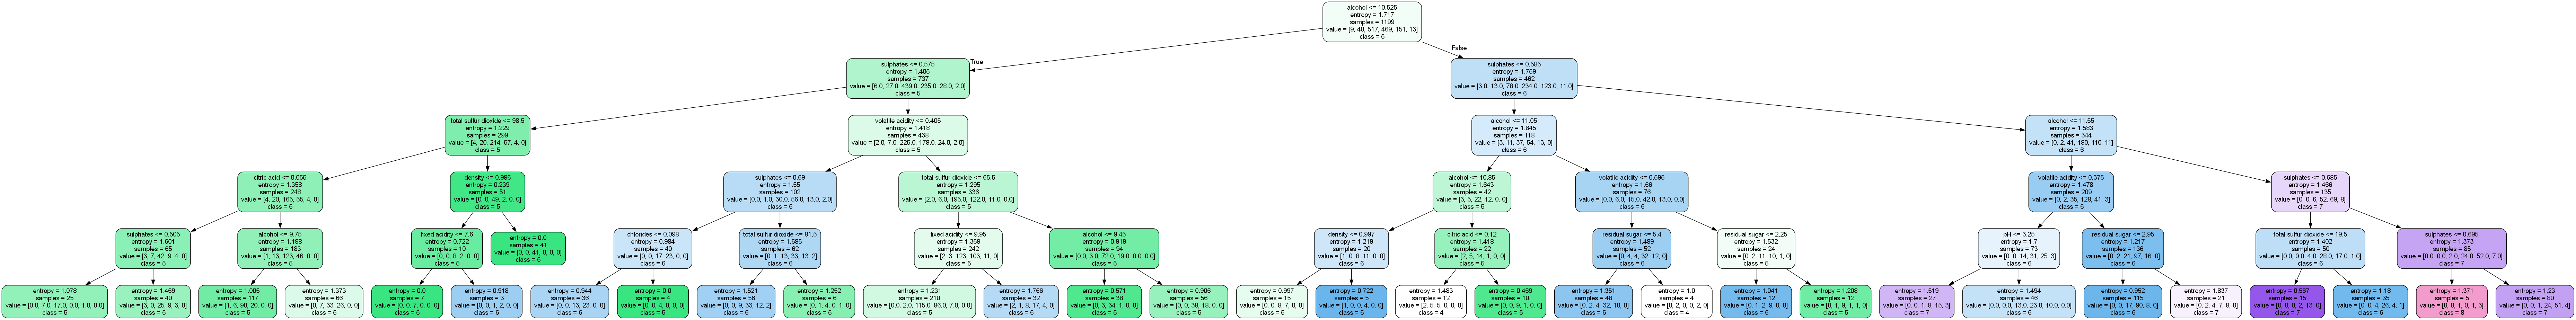 alcohol <= 10.525
entropy = 1.717
samples = 1199
value = [9, 40, 517, 469, 151, 13]
class = 5
True
False
sulphates <= 0.575
entropy = 1.405
samples = 737
value = [6.0, 27.0, 439.0, 235.0, 28.0, 2.0]
class = 5
sulphates <= 0.585
entropy = 1.759
samples = 462
value = [3.0, 13.0, 78.0, 234.0, 123.0, 11.0]
class = 6
total sulfur dioxide <= 98.5
entropy = 1.229
samples = 299
value = [4, 20, 214, 57, 4, 0]
class = 5
volatile acidity <= 0.405
entropy = 1.418
samples = 438
value = [2.0, 7.0, 225.0, 178.0, 24.0, 2.0]
class = 5
alcohol <= 11.05
entropy = 1.845
samples = 118
value = [3, 11, 37, 54, 13, 0]
class = 6
alcohol <= 11.55
entropy = 1.583
samples = 344
value = [0, 2, 41, 180, 110, 11]
class = 6
citric acid <= 0.055
entropy = 1.358
samples = 248
value = [4, 20, 165, 55, 4, 0]
class = 5
density <= 0.996
entropy = 0.239
samples = 51
value = [0, 0, 49, 2, 0, 0]
class = 5
sulphates <= 0.69
entropy = 1.55
samples = 102
value = [0.0, 1.0, 30.0, 56.0, 13.0, 2.0]
class = 6
total sulfur dioxide <= 65.5
entropy = 1.295
samples = 336
value = [2.0, 6.0, 195.0, 122.0, 11.0, 0.0]
class = 5
alcohol <= 10.85
entropy = 1.643
samples = 42
value = [3, 5, 22, 12, 0, 0]
class = 5
volatile acidity <= 0.595
entropy = 1.66
samples = 76
value = [0.0, 6.0, 15.0, 42.0, 13.0, 0.0]
class = 6
volatile acidity <= 0.375
entropy = 1.478
samples = 209
value = [0, 2, 35, 128, 41, 3]
class = 6
sulphates <= 0.685
entropy = 1.466
samples = 135
value = [0, 0, 6, 52, 69, 8]
class = 7
sulphates <= 0.505
entropy = 1.601
samples = 65
value = [3, 7, 42, 9, 4, 0]
class = 5
alcohol <= 9.75
entropy = 1.198
samples = 183
value = [1, 13, 123, 46, 0, 0]
class = 5
fixed acidity <= 7.6
entropy = 0.722
samples = 10
value = [0, 0, 8, 2, 0, 0]
class = 5
entropy = 0.0
samples = 41
value = [0, 0, 41, 0, 0, 0]
class = 5
chlorides <= 0.098
entropy = 0.984
samples = 40
value = [0, 0, 17, 23, 0, 0]
class = 6
total sulfur dioxide <= 81.5
entropy = 1.685
samples = 62
value = [0, 1, 13, 33, 13, 2]
class = 6
fixed acidity <= 9.95
entropy = 1.359
samples = 242
value = [2, 3, 123, 103, 11, 0]
class = 5
alcohol <= 9.45
entropy = 0.919
samples = 94
value = [0.0, 3.0, 72.0, 19.0, 0.0, 0.0]
class = 5
density <= 0.997
entropy = 1.219
samples = 20
value = [1, 0, 8, 11, 0, 0]
class = 6
citric acid <= 0.12
entropy = 1.418
samples = 22
value = [2, 5, 14, 1, 0, 0]
class = 5
residual sugar <= 5.4
entropy = 1.489
samples = 52
value = [0, 4, 4, 32, 12, 0]
class = 6
residual sugar <= 2.25
entropy = 1.532
samples = 24
value = [0, 2, 11, 10, 1, 0]
class = 5
pH <= 3.25
entropy = 1.7
samples = 73
value = [0, 0, 14, 31, 25, 3]
class = 6
residual sugar <= 2.95
entropy = 1.217
samples = 136
value = [0, 2, 21, 97, 16, 0]
class = 6
total sulfur dioxide <= 19.5
entropy = 1.402
samples = 50
value = [0.0, 0.0, 4.0, 28.0, 17.0, 1.0]
class = 6
sulphates <= 0.695
entropy = 1.373
samples = 85
value = [0.0, 0.0, 2.0, 24.0, 52.0, 7.0]
class = 7
entropy = 1.078
samples = 25
value = [0.0, 7.0, 17.0, 0.0, 1.0, 0.0]
class = 5
entropy = 1.469
samples = 40
value = [3, 0, 25, 9, 3, 0]
class = 5
entropy = 1.005
samples = 117
value = [1, 6, 90, 20, 0, 0]
class = 5
entropy = 1.373
samples = 66
value = [0, 7, 33, 26, 0, 0]
class = 5
entropy = 0.0
samples = 7
value = [0, 0, 7, 0, 0, 0]
class = 5
entropy = 0.918
samples = 3
value = [0, 0, 1, 2, 0, 0]
class = 6
entropy = 0.944
samples = 36
value = [0, 0, 13, 23, 0, 0]
class = 6
entropy = 0.0
samples = 4
value = [0, 0, 4, 0, 0, 0]
class = 5
entropy = 1.521
samples = 56
value = [0, 0, 9, 33, 12, 2]
class = 6
entropy = 1.252
samples = 6
value = [0, 1, 4, 0, 1, 0]
class = 5
entropy = 1.231
samples = 210
value = [0.0, 2.0, 115.0, 86.0, 7.0, 0.0]
class = 5
entropy = 1.766
samples = 32
value = [2, 1, 8, 17, 4, 0]
class = 6
entropy = 0.571
samples = 38
value = [0, 3, 34, 1, 0, 0]
class = 5
entropy = 0.906
samples = 56
value = [0, 0, 38, 18, 0, 0]
class = 5
entropy = 0.997
samples = 15
value = [0, 0, 8, 7, 0, 0]
class = 5
entropy = 0.722
samples = 5
value = [1, 0, 0, 4, 0, 0]
class = 6
entropy = 1.483
samples = 12
value = [2, 5, 5, 0, 0, 0]
class = 4
entropy = 0.469
samples = 10
value = [0, 0, 9, 1, 0, 0]
class = 5
entropy = 1.351
samples = 48
value = [0, 2, 4, 32, 10, 0]
class = 6
entropy = 1.0
samples = 4
value = [0, 2, 0, 0, 2, 0]
class = 4
entropy = 1.041
samples = 12
value = [0, 1, 2, 9, 0, 0]
class = 6
entropy = 1.208
samples = 12
value = [0, 1, 9, 1, 1, 0]
class = 5
entropy = 1.519
samples = 27
value = [0, 0, 1, 8, 15, 3]
class = 7
entropy = 1.494
samples = 46
value = [0.0, 0.0, 13.0, 23.0, 10.0, 0.0]
class = 6
entropy = 0.952
samples = 115
value = [0, 0, 17, 90, 8, 0]
class = 6
entropy = 1.837
samples = 21
value = [0, 2, 4, 7, 8, 0]
class = 7
entropy = 0.567
samples = 15
value = [0, 0, 0, 2, 13, 0]
class = 7
entropy = 1.18
samples = 35
value = [0, 0, 4, 26, 4, 1]
class = 6
entropy = 1.371
samples = 5
value = [0, 0, 1, 0, 1, 3]
class = 8
entropy = 1.23
samples = 80
value = [0, 0, 1, 24, 51, 4]
class = 7